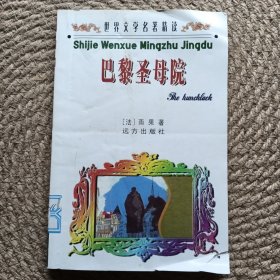 世界文学名著精读
Shijie Wenxue Mingzhu Jingdu
巴黎圣母院
The hunchback
［法］雨果著
远方出版社